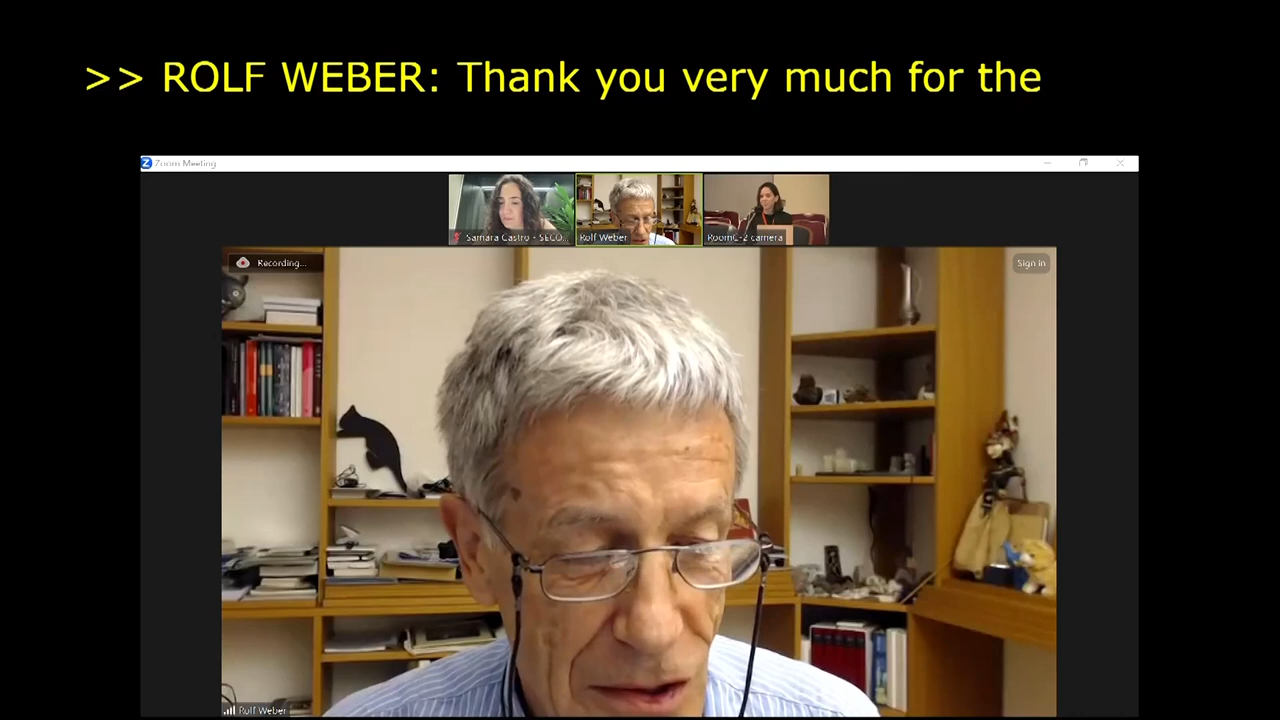 >> ROLF WEBER: Thank you very much for the
Zoom Meeting
Samara Castro - SECO...
Rolf Weber
RoomC-2 camera
Recording...
Sign in
Rolf Weber